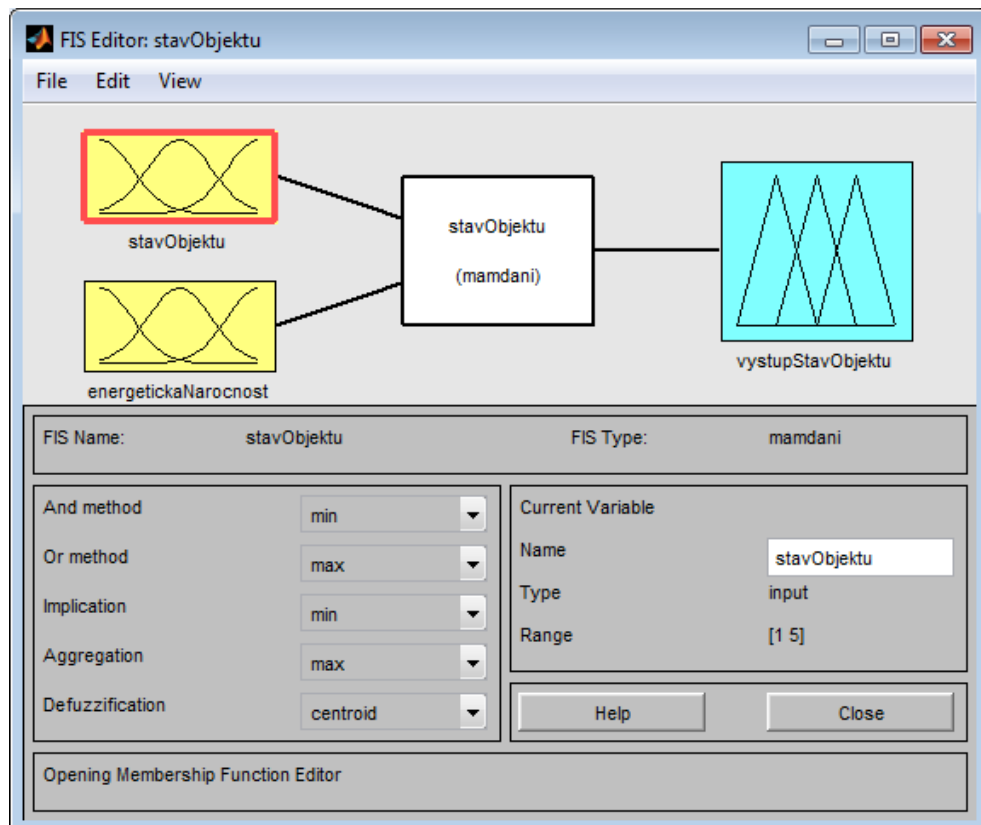 FIS Editor: stavObjektu
File Edit View
stavObjektu
energetickaNarocnost
stavObjektu
(mamdani)
vystupStavObjektu
FIS Name: stavObjektu FIS Type: mamdani
And method min
Or method max
Implication min
Aggregation max
Defuzzification centroid
Current Variable
Name stavObjektu
Type input
Range [1 5]
Help Close
Opening Membership Function Editor